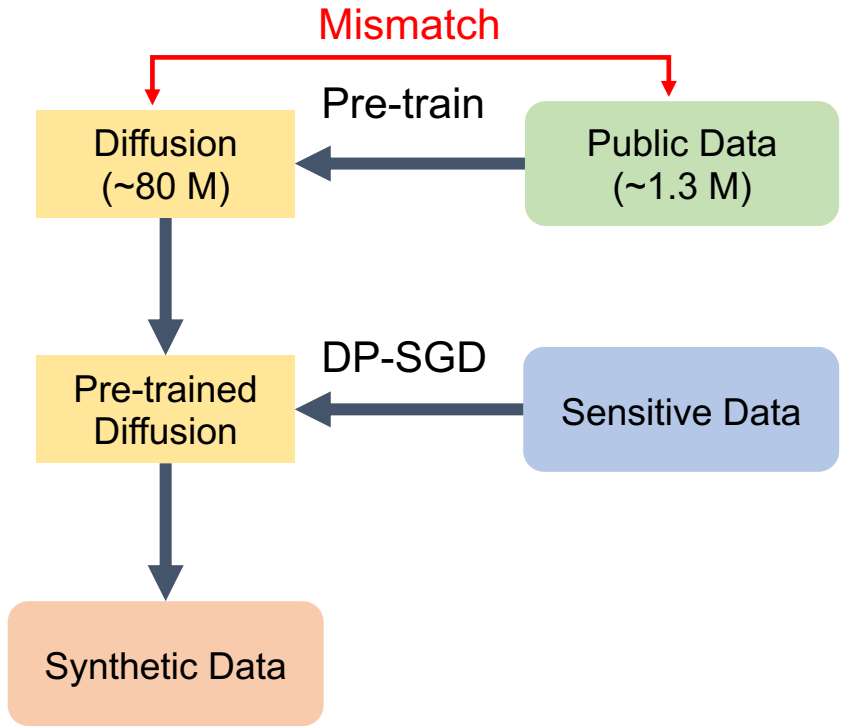 Mismatch
Pre-train
Diffusion
(~80 M)
Public Data
(~1.3 M)
DP-SGD
Pre-trained
Diffusion
Sensitive Data
Synthetic Data